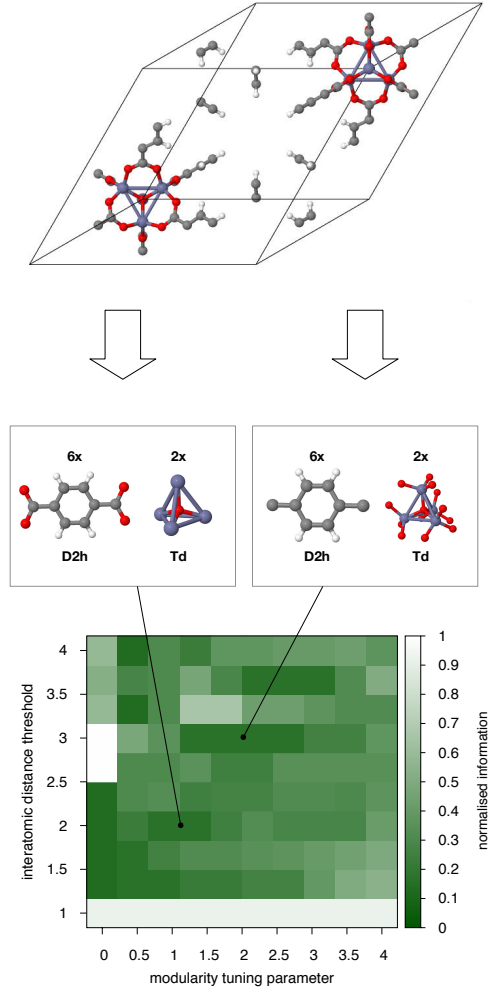 6x 2x
D2h Td
6x 2x
D2h Td
interatomic distance threshold
4
3.5
3
2.5
2
1.5
1
0 0.5 1 1.5 2 2.5 3 3.5 4
modularity tuning parameter
1
0.9
0.8
0.7
0.6
0.5
0.4
0.3
0.2
0.1
0
normalised information